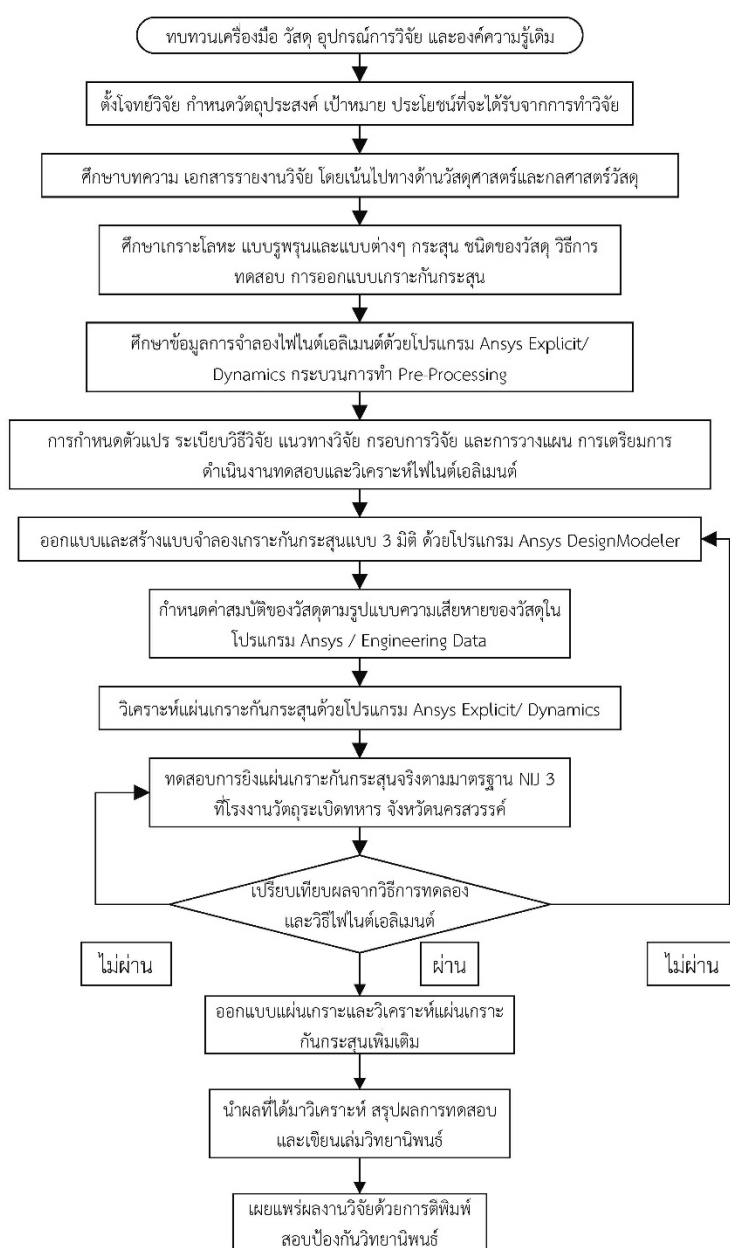 ทบทวนเครื่องมือ วัสดุ อุปกรณ์การวิจัย และองค์ความรู้เดิม
ตั้งโจทย์วิจัย กำหนดวัตถุประสงค์ เป้าหมาย ประโยชน์ที่จะได้รับจากการทำวิจัย
ศึกษาบทความ เอกสารรายงานวิจัย โดยเน้นไปทางด้านวัสดุศาสตร์และกลศาสตร์วัสดุ
ศึกษาเกราะโลหะ แบบรูพรุนและแบบต่างๆ กระสุน ชนิดของวัสดุ วิธีการ
ทดสอบ การออกแบบเกราะกันกระสุน
ศึกษาข้อมูลการจำลองไฟไนต์เอลิเมนต์ด้วยโปรแกรม Ansys Explicit/
Dynamics กระบวนการทำ Pre-Processing
การกำหนดตัวแปร ระเบียบวิธีวิจัย แนวทางวิจัย กรอบการวิจัย และการวางแผน การเตรียมการ
ดำเนินงานทดสอบและวิเคราะห์ไฟไนต์เอลิเมนต์
ออกแบบและสร้างแบบจำลองเกราะกันกระสุนแบบ 3 มิติ ด้วยโปรแกรม Ansys DesignModeler
กำหนดค่าสมบัติของวัสดุตามรูปแบบความเสียหายของวัสดุใน
โปรแกรม Ansys / Engineering Data
วิเคราะห์แผ่นเกราะกันกระสุนด้วยโปรแกรม Ansys Explicit/ Dynamics
ทดสอบการยิงแผ่นเกราะกันกระสุนจริงตามมาตรฐาน NIJ 3
ที่โรงงานวัตถุระเบิดทหาร จังหวัดนครสวรรค์
เปรียบเทียบผลจากวิธีการทดลอง
และวิธีไฟไนต์เอลิเมนต์
ไม่ผ่าน
ผ่าน
ไม่ผ่าน
ออกแบบแผ่นเกราะและวิเคราะห์แผ่นเกราะ
กันกระสุนเพิ่มเติม
นำผลที่ได้มาวิเคราะห์ สรุปผลการทดสอบ
และเขียนเล่มวิทยานิพนธ์
เผยแพร่ผลงานวิจัยด้วยการตีพิมพ์
สอบป้องกันวิทยานิพนธ์